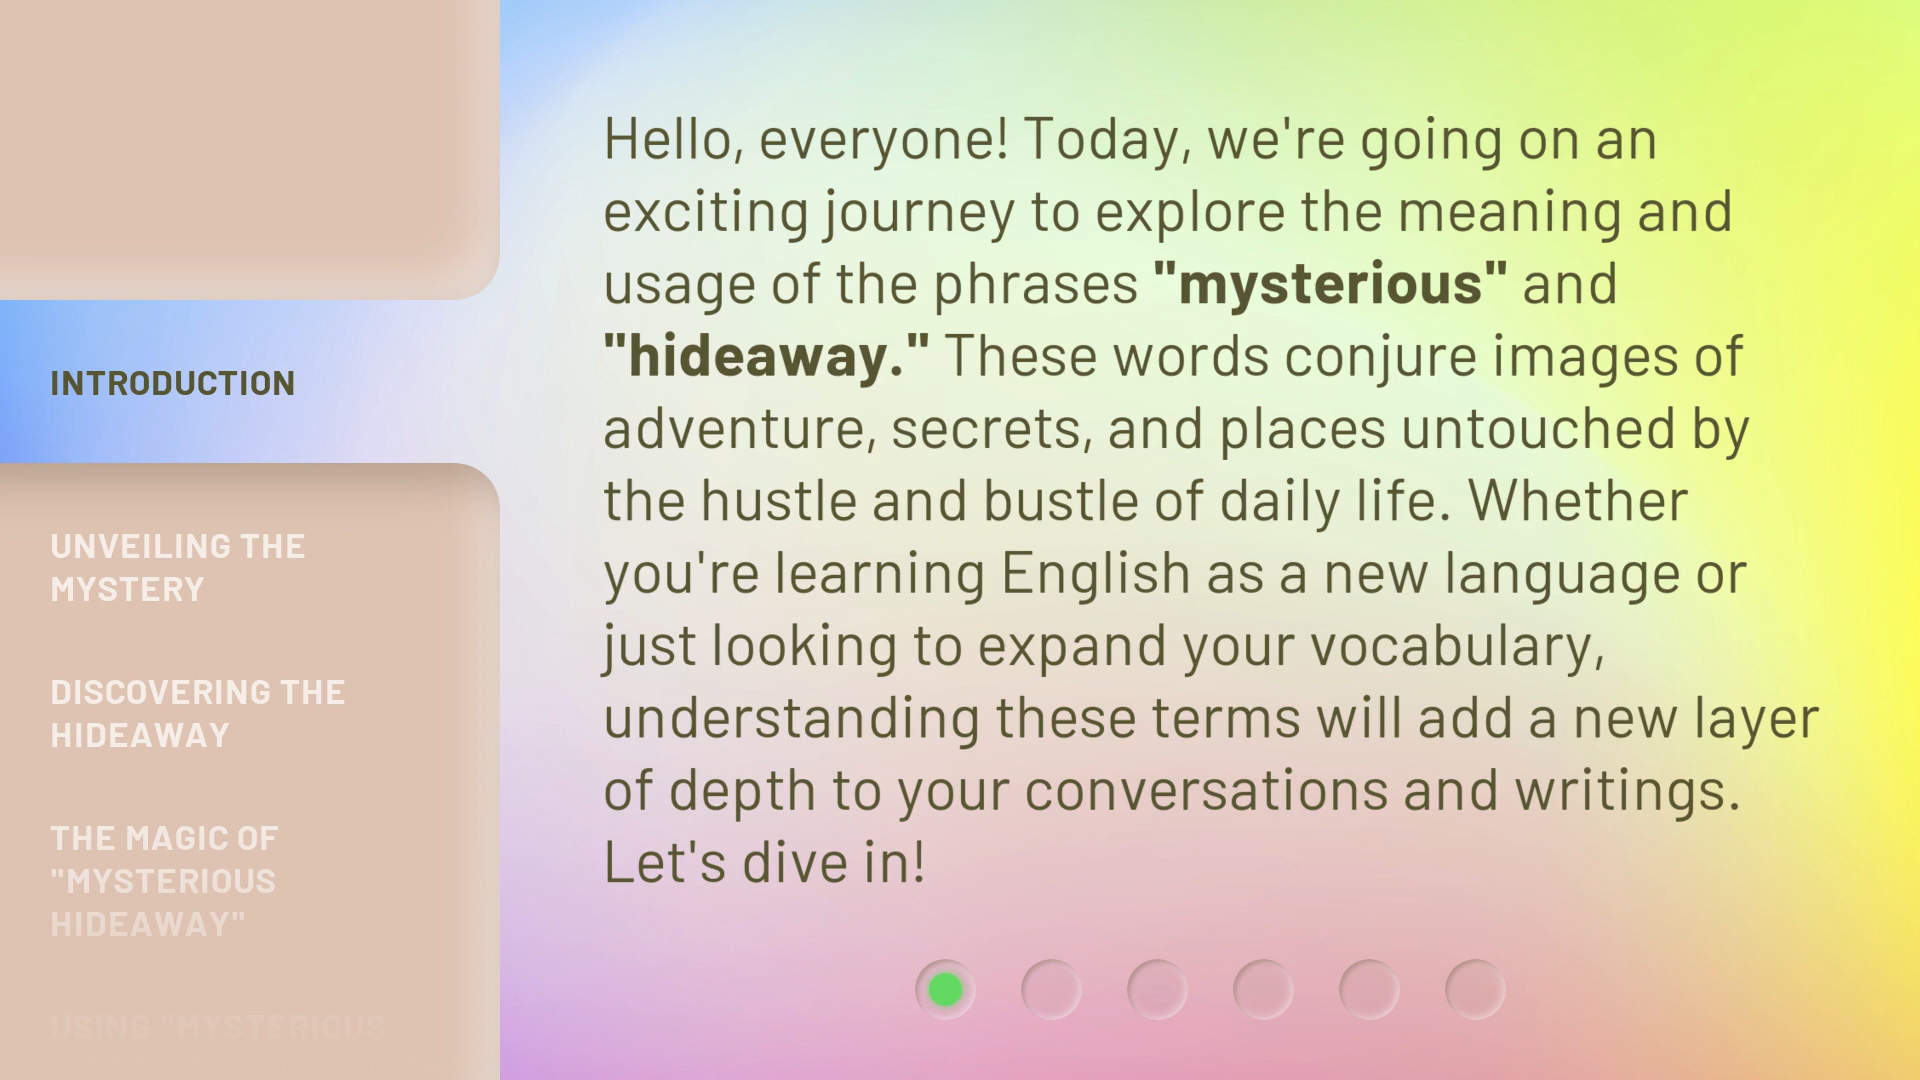 INTRODUCTION
UNVEILING THE
MYSTERY
DISCOVERING THE
HIDEAWAY
THE MAGIC OF
"MYSTERIOUS
HIDEAWAY"
USING "MYSTERIOUS
Hello, everyone! Today, we're going on an
exciting journey to explore the meaning and
usage of the phrases "mysterious" and
"hideaway." These words conjure images of
adventure, secrets, and places untouched by
the hustle and bustle of daily life. Whether
you're learning English as a new language or
just looking to expand your vocabulary,
understanding these terms will add a new layer
of depth to your conversations and writings.
Let's dive in!